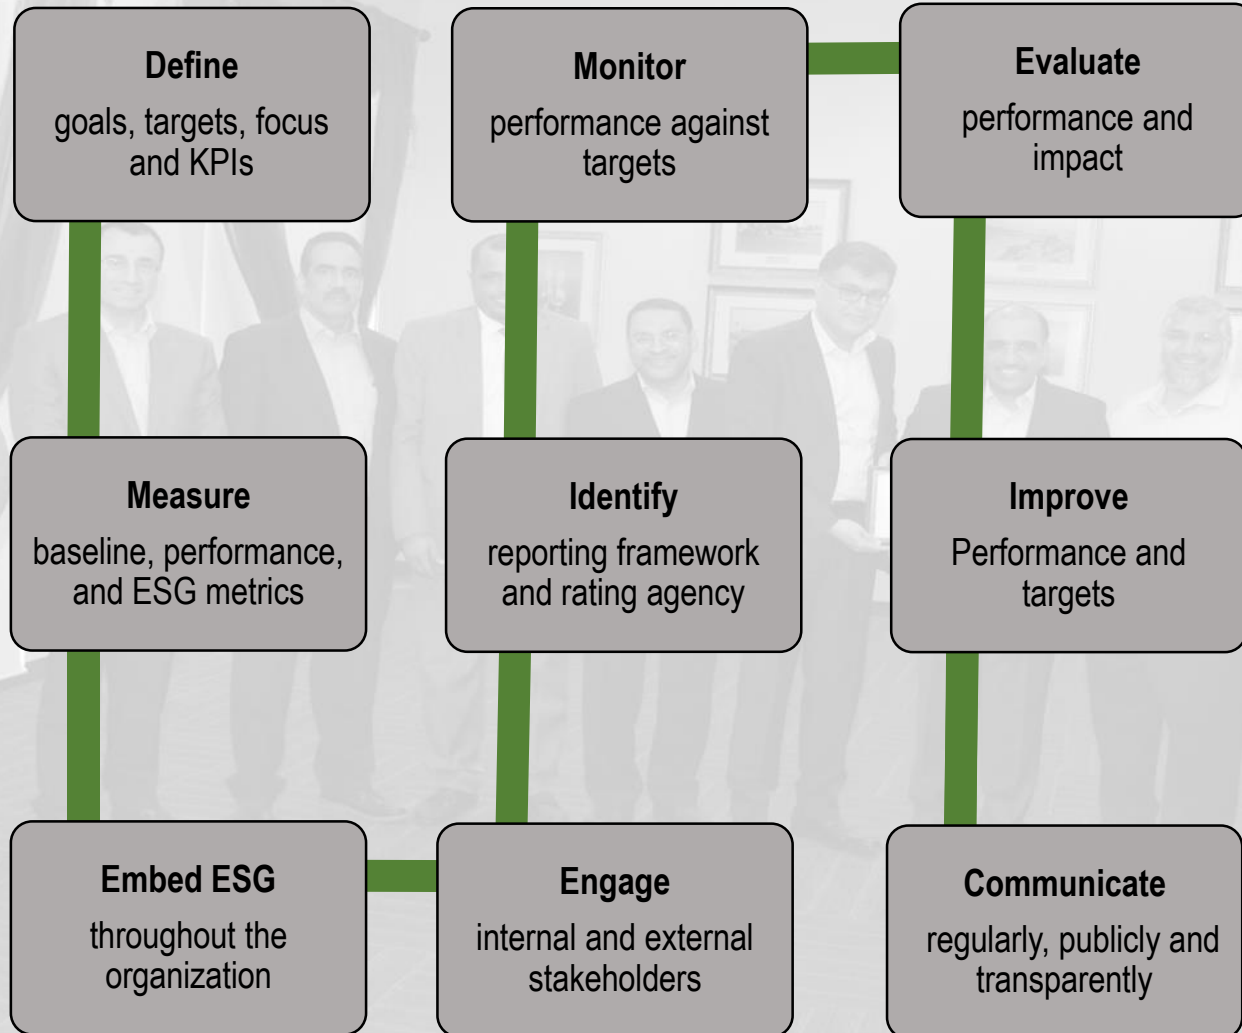 Define
goals, targets, focus
and KPIs
Measure
baseline, performance,
and ESG metrics
Embed ESG
throughout the
organization
Engage
internal and external
stakeholders
Identify
reporting framework
and rating agency
Monitor
performance against
targets
Evaluate
performance and
impact
Improve
Performance and
targets
Communicate
regularly, publicly and
transparently